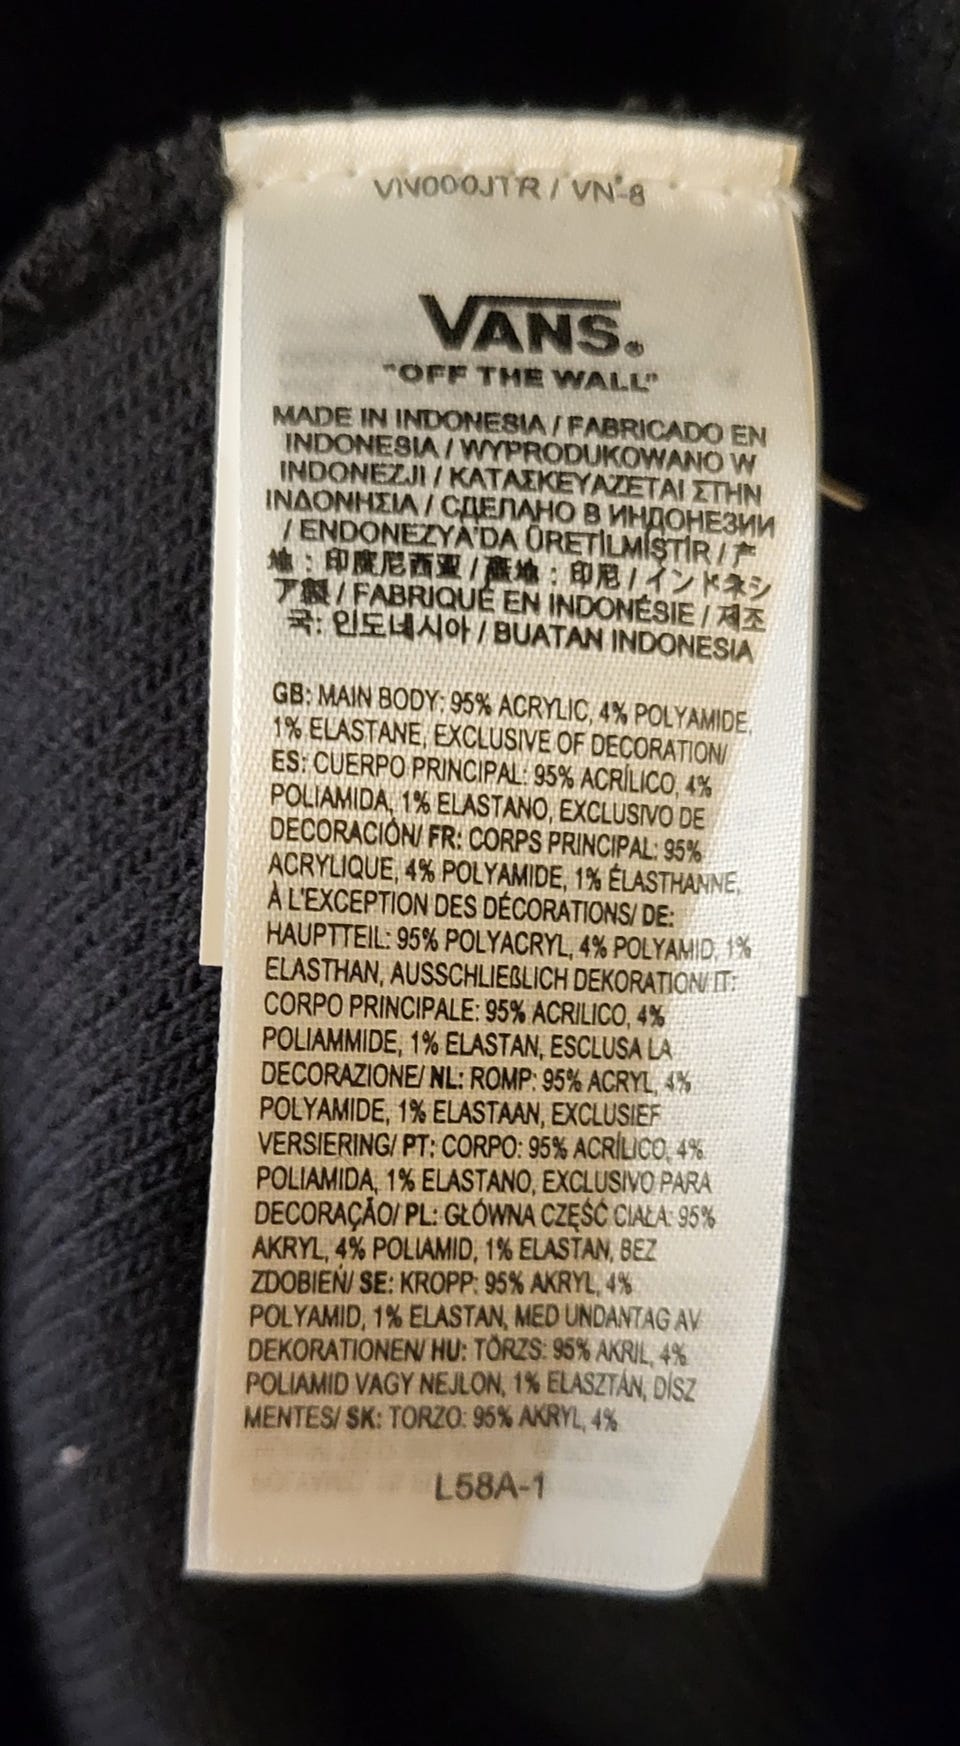 VN000JTR / VN-8
VANS®
"OFF THE WALL"
MADE IN INDONESIA / FABRICADO EN
INDONESIA / WYPRODUKOWANO W
INDONEZJI / ΚΑΤΑΣΚΕΥΑΖΕΤΑΙ ΣΤΗΝ
ΙΝΔΟΝΗΣΙΑ / СДЕЛАНО В ИНДОНЕЗИИ
/ ENDONEZYA'DA ÜRETİLMİŞTİR / 产
地：印度尼西亚 / 產地：印尼 / インドネシ
ア製 / FABRIQUÉ EN INDONÉSIE / 제조
국: 인도네시아 / BUATAN INDONESIA
GB: MAIN BODY: 95% ACRYLIC, 4% POLYAMIDE,
1% ELASTANE, EXCLUSIVE OF DECORATION/
ES: CUERPO PRINCIPAL: 95% ACRÍLICO, 4%
POLIAMIDA, 1% ELASTANO, EXCLUSIVO DE
DECORACIÓN/ FR: CORPS PRINCIPAL: 95%
ACRYLIQUE, 4% POLYAMIDE, 1% ÉLASTHANNE,
À L'EXCEPTION DES DÉCORATIONS/ DE:
HAUPTTEIL: 95% POLYACRYL, 4% POLYAMID, 1%
ELASTHAN, AUSSCHLIEßLICH DEKORATION/ IT:
CORPO PRINCIPALE: 95% ACRILICO, 4%
POLIAMMIDE, 1% ELASTAN, ESCLUSA LA
DECORAZIONE/ NL: ROMP: 95% ACRYL, 4%
POLYAMIDE, 1% ELASTAAN, EXCLUSIEF
VERSIERING/ PT: CORPO: 95% ACRÍLICO, 4%
POLIAMIDA, 1% ELASTANO, EXCLUSIVO PARA
DECORAÇÃO/ PL: GŁÓWNA CZĘŚĆ CIAŁA: 95%
AKRYL, 4% POLIAMID, 1% ELASTAN, BEZ
ZDOBIEŃ/ SE: KROPP: 95% AKRYL, 4%
POLYAMID, 1% ELASTAN, MED UNDANTAG AV
DEKORATIONEN/ HU: TÖRZS: 95% AKRIL, 4%
POLIAMID VAGY NEJLON, 1% ELASZTÁN, DÍSZ
MENTES/ SK: TORZO: 95% AKRYL, 4%
L58A-1